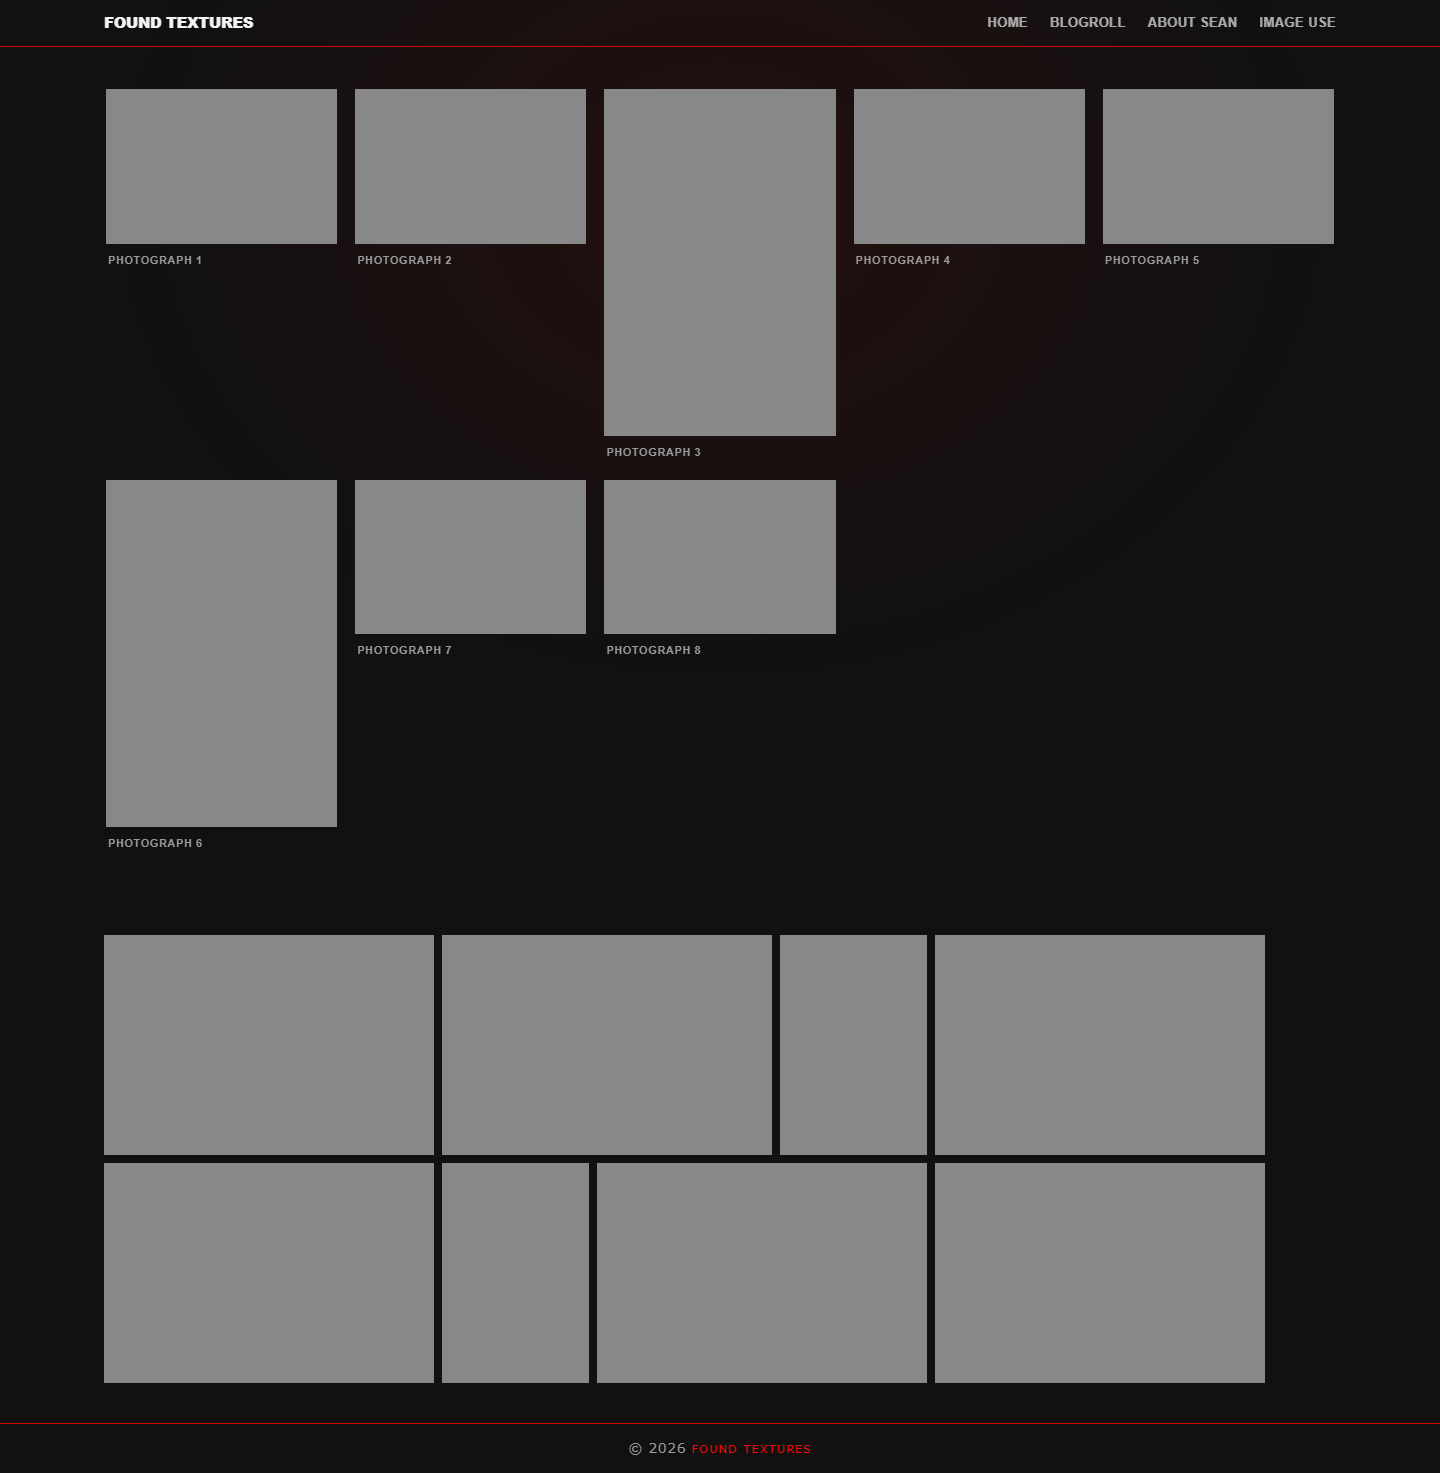 FOUND TEXTURES
HOME BLOGROLL ABOUT SEAN IMAGE USE
PHOTOGRAPH 1
PHOTOGRAPH 2
PHOTOGRAPH 4
PHOTOGRAPH 5
PHOTOGRAPH 3
PHOTOGRAPH 7
PHOTOGRAPH 8
PHOTOGRAPH 6
© 2026 FOUND TEXTURES